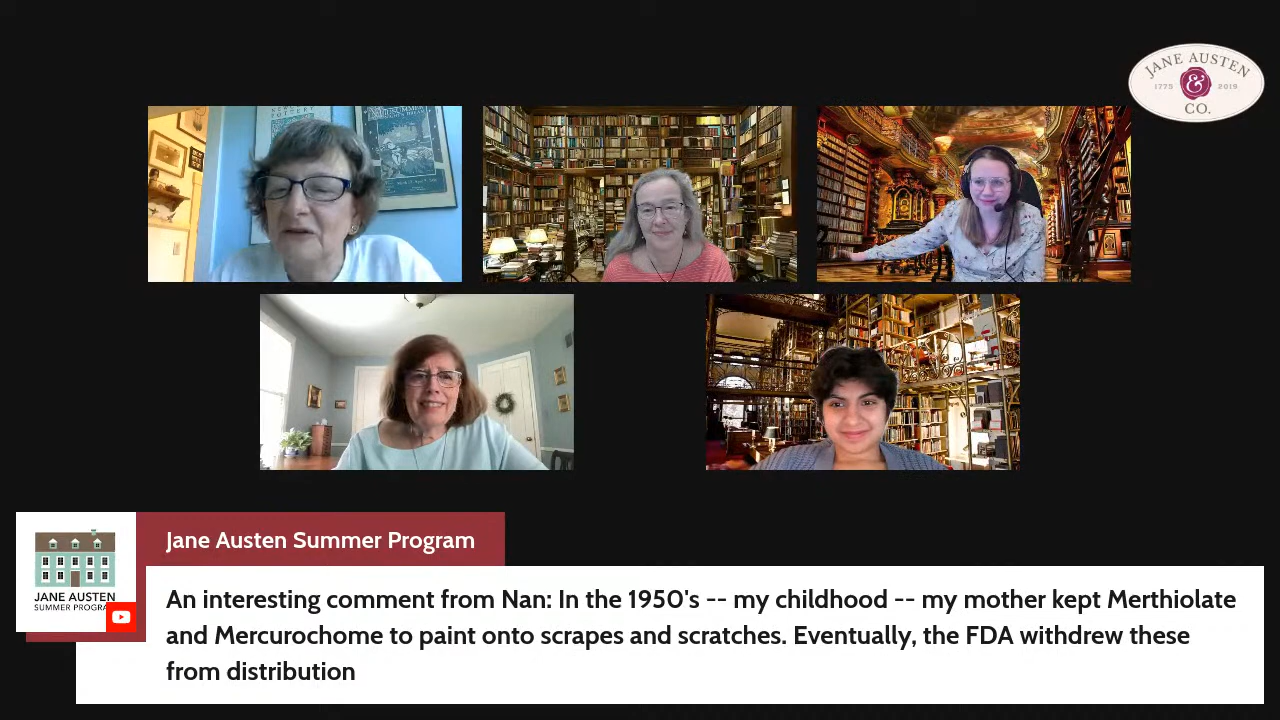 JANE AUSTEN
1775
&
2019
CO.
Jane Austen Summer Program
JANE AUSTEN
SUMMER PROGRAM
An interesting comment from Nan: In the 1950's -- my childhood -- my mother kept Merthiolate
and Mercurochome to paint onto scrapes and scratches. Eventually, the FDA withdrew these
from distribution